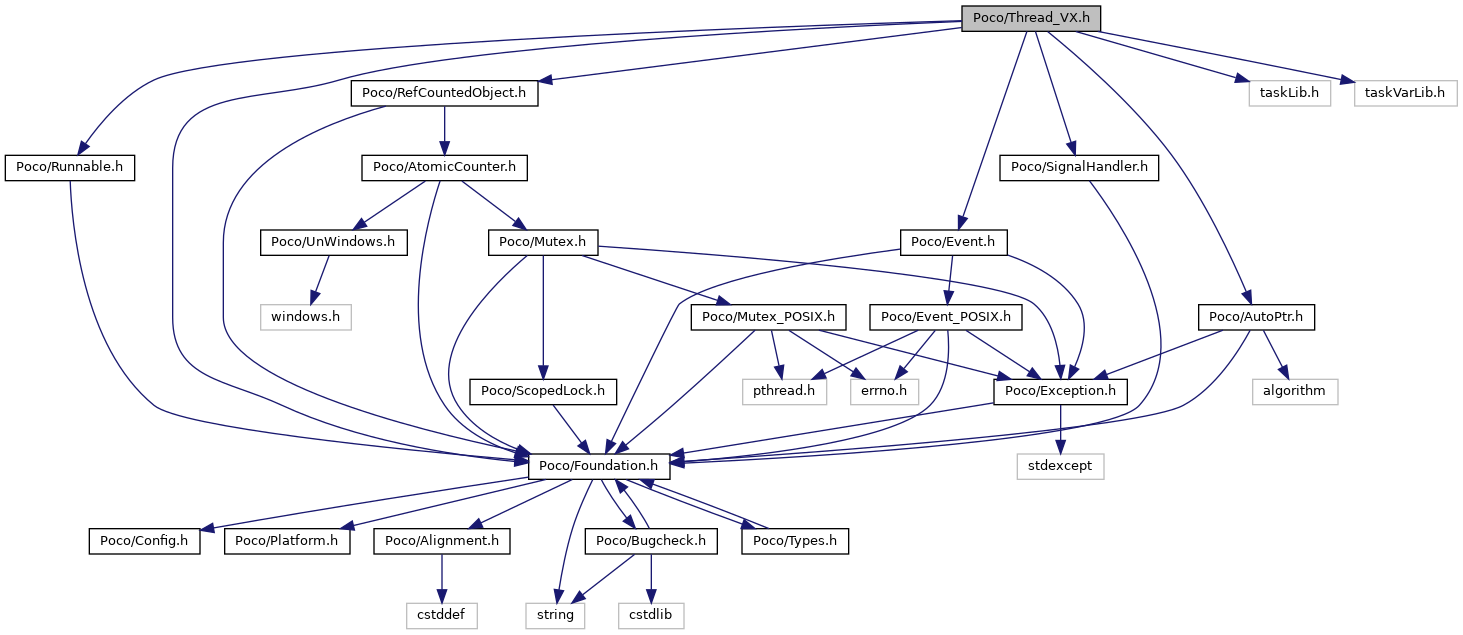 Poco/Thread_VX.h
Poco/RefCountedObject.h
taskLib.h
taskVarLib.h
Poco/Runnable.h
Poco/AtomicCounter.h
Poco/SignalHandler.h
Poco/UnWindows.h
Poco/Mutex.h
Poco/Event.h
windows.h
Poco/Mutex_POSIX.h
Poco/Event_POSIX.h
Poco/AutoPtr.h
Poco/ScopedLock.h
pthread.h
errno.h
Poco/Exception.h
algorithm
Poco/Foundation.h
stdexcept
Poco/Config.h
Poco/Platform.h
Poco/Alignment.h
Poco/Bugcheck.h
Poco/Types.h
cstddef
string
cstdlib